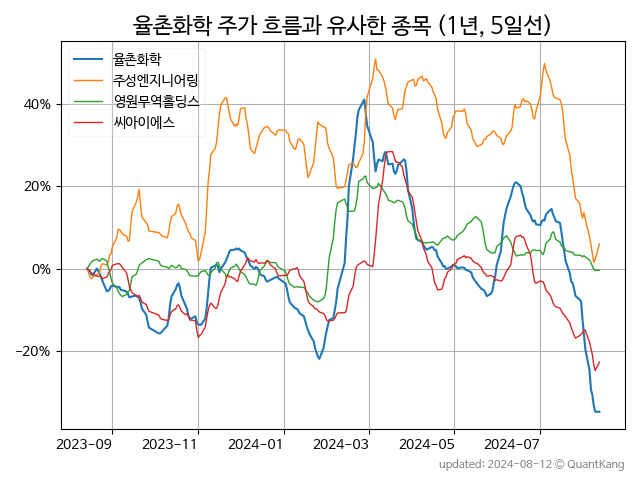 율촌화학 주가 흐름과 유사한 종목 (1년, 5일선)
율촌화학
주성엔지니어링
영원무역홀딩스
씨아이에스
40%
20%
0%
−20%
2023-09 2023-11 2024-01 2024-03 2024-05 2024-07
updated: 2024-08-12 © QuantKang